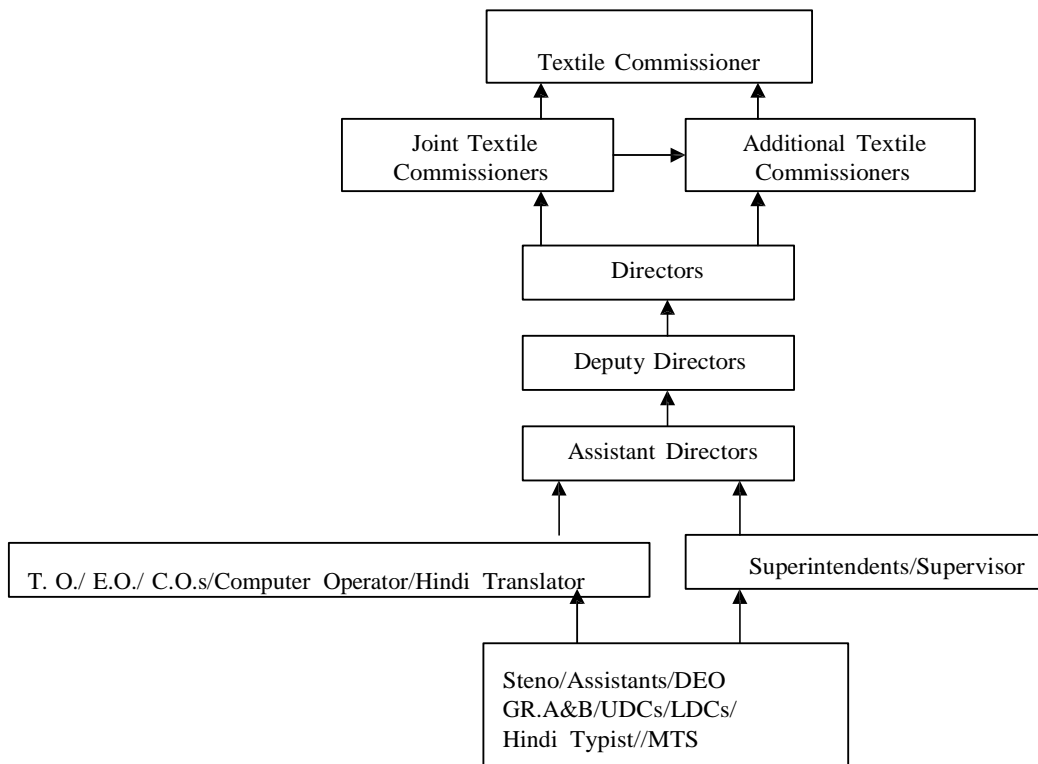 Textile Commissioner
Joint Textile
Commissioners
Additional Textile
Commissioners
Directors
Deputy Directors
Assistant Directors
T. O./ E.O./ C.O.s/Computer Operator/Hindi Translator
Superintendents/Supervisor
Steno/Assistants/DEO
GR.A&B/UDCs/LDCs/
Hindi Typist//MTS